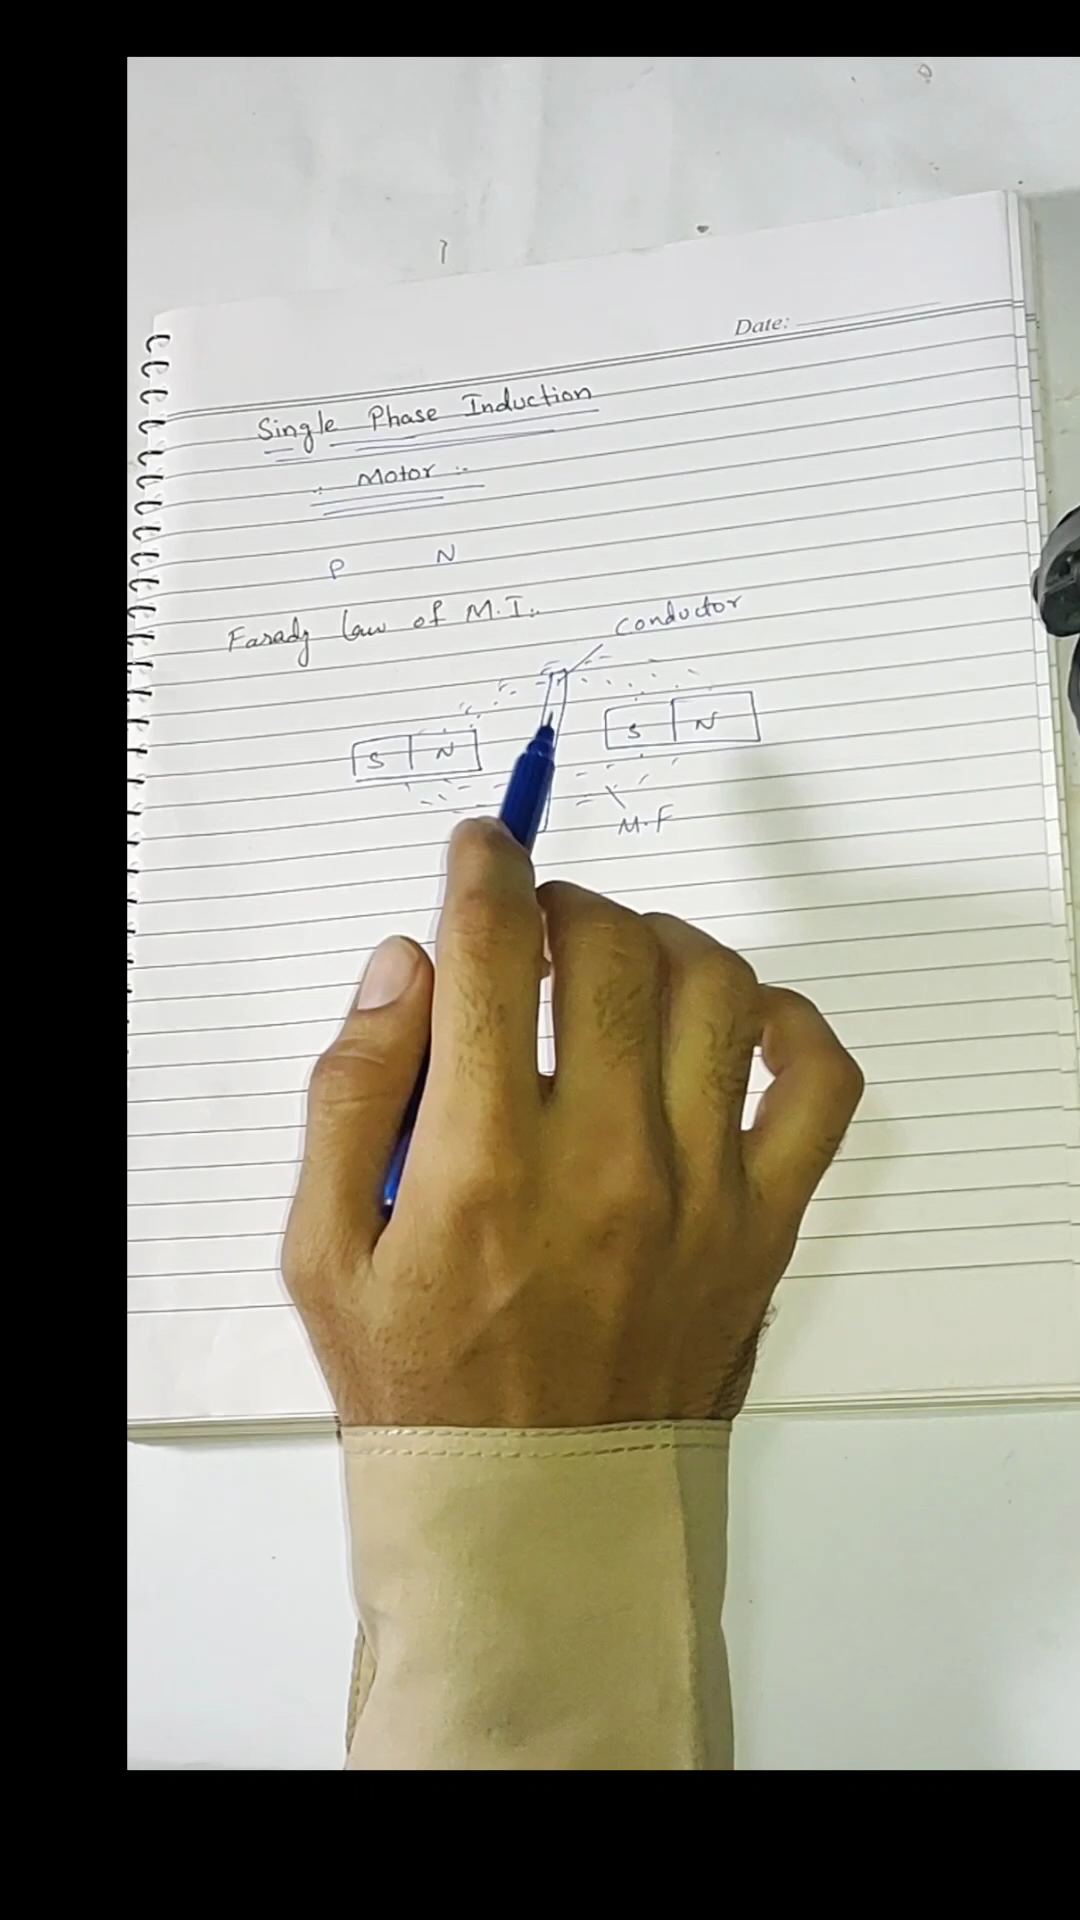 Date:
Single Phase Induction
:. Motor :-
P N
Farady law of M.I:.
Conductor
S N
S N
M.F